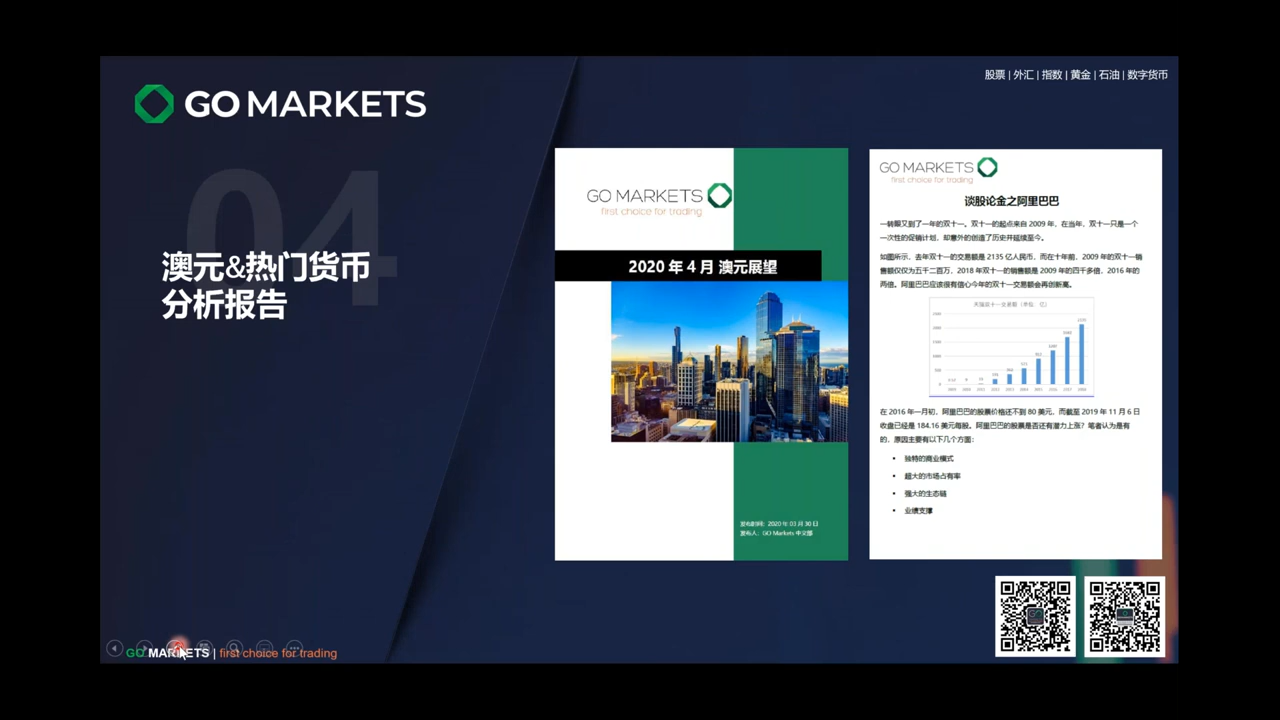 GO MARKETS
股票 | 外汇 | 指数 | 黄金 | 石油 | 数字货币
04
澳元&热门货币
分析报告
GO MARKETS
first choice for trading
2020 年 4 月 澳元展望
发布时间：2020 年 03 月 30 日
发布人：GO Markets 中文部
GO MARKETS
first choice for trading
谈股论金之阿里巴巴
一转眼又到了一年的双十一。双十一的起点来自 2009 年，在当年，双十一只是一个
一次性的促销计划，却意外的创造了历史并延续至今。
如图所示，去年双十一的交易额是 2135 亿人民币，而在十年前，2009 年的双十一销
售额仅仅为五千二百万，2018 年双十一的销售额是 2009 年的四千多倍，2016 年的
两倍。阿里巴巴应该很有信心今年的双十一交易额会再创新高。
天猫双十一交易额（单位：亿）
在 2016 年一月初，阿里巴巴的股票价格还不到 80 美元，而截至 2019 年 11 月 6 日
收盘已经是 184.16 美元每股。阿里巴巴的股票是否还有潜力上涨？笔者认为是有
的，原因主要有以下几个方面：
• 独特的商业模式
• 超大的市场占有率
• 强大的生态链
• 业绩支撑
GO MARKETS | first choice for trading